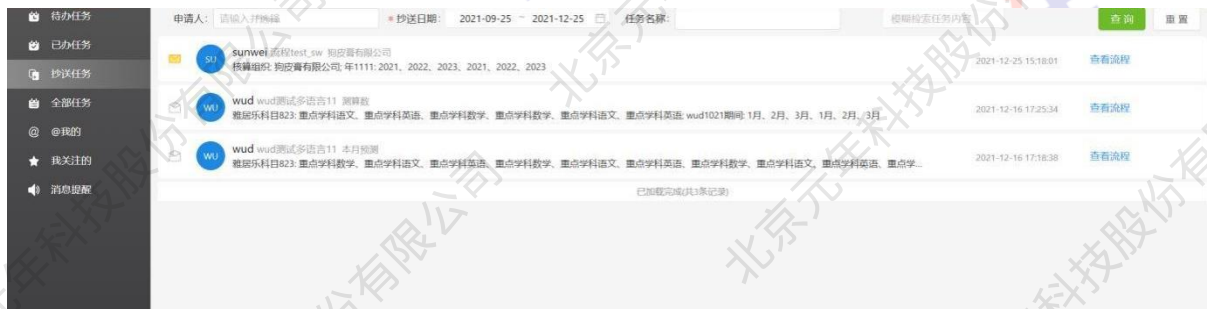 待办任务
已办任务
抄送任务
全部任务
@ @我的
我关注的
消息提醒
申请人: 请输入并选择 *抄送日期: 2021-09-25 ~ 2021-12-25 任务名称: 模糊检索任务内容 查询 重置
SU sunwei 流程test_sw 狗皮膏有限公司
核算组织: 狗皮膏有限公司; 年1111: 2021、2022、2023、2021、2022、2023
2021-12-25 15:18:01 查看流程
WU wud wud测试多语言11 测算数
雅居乐科目823: 重点学科语文、重点学科英语、重点学科数学、重点学科数学、重点学科语文、重点学科英语; wud1021期间: 1月、2月、3月、1月、2月、3月...
2021-12-16 17:25:34 查看流程
WU wud wud测试多语言11 本月预测
雅居乐科目823: 重点学科数学、重点学科语文、重点学科英语、重点学科数学、重点学科语文、重点学科英语、重点学科数学、重点学科语文、重点学科英语、重点学...
2021-12-16 17:18:38 查看流程
已加载完成(共3条记录)
北京元年科技股份有限公司